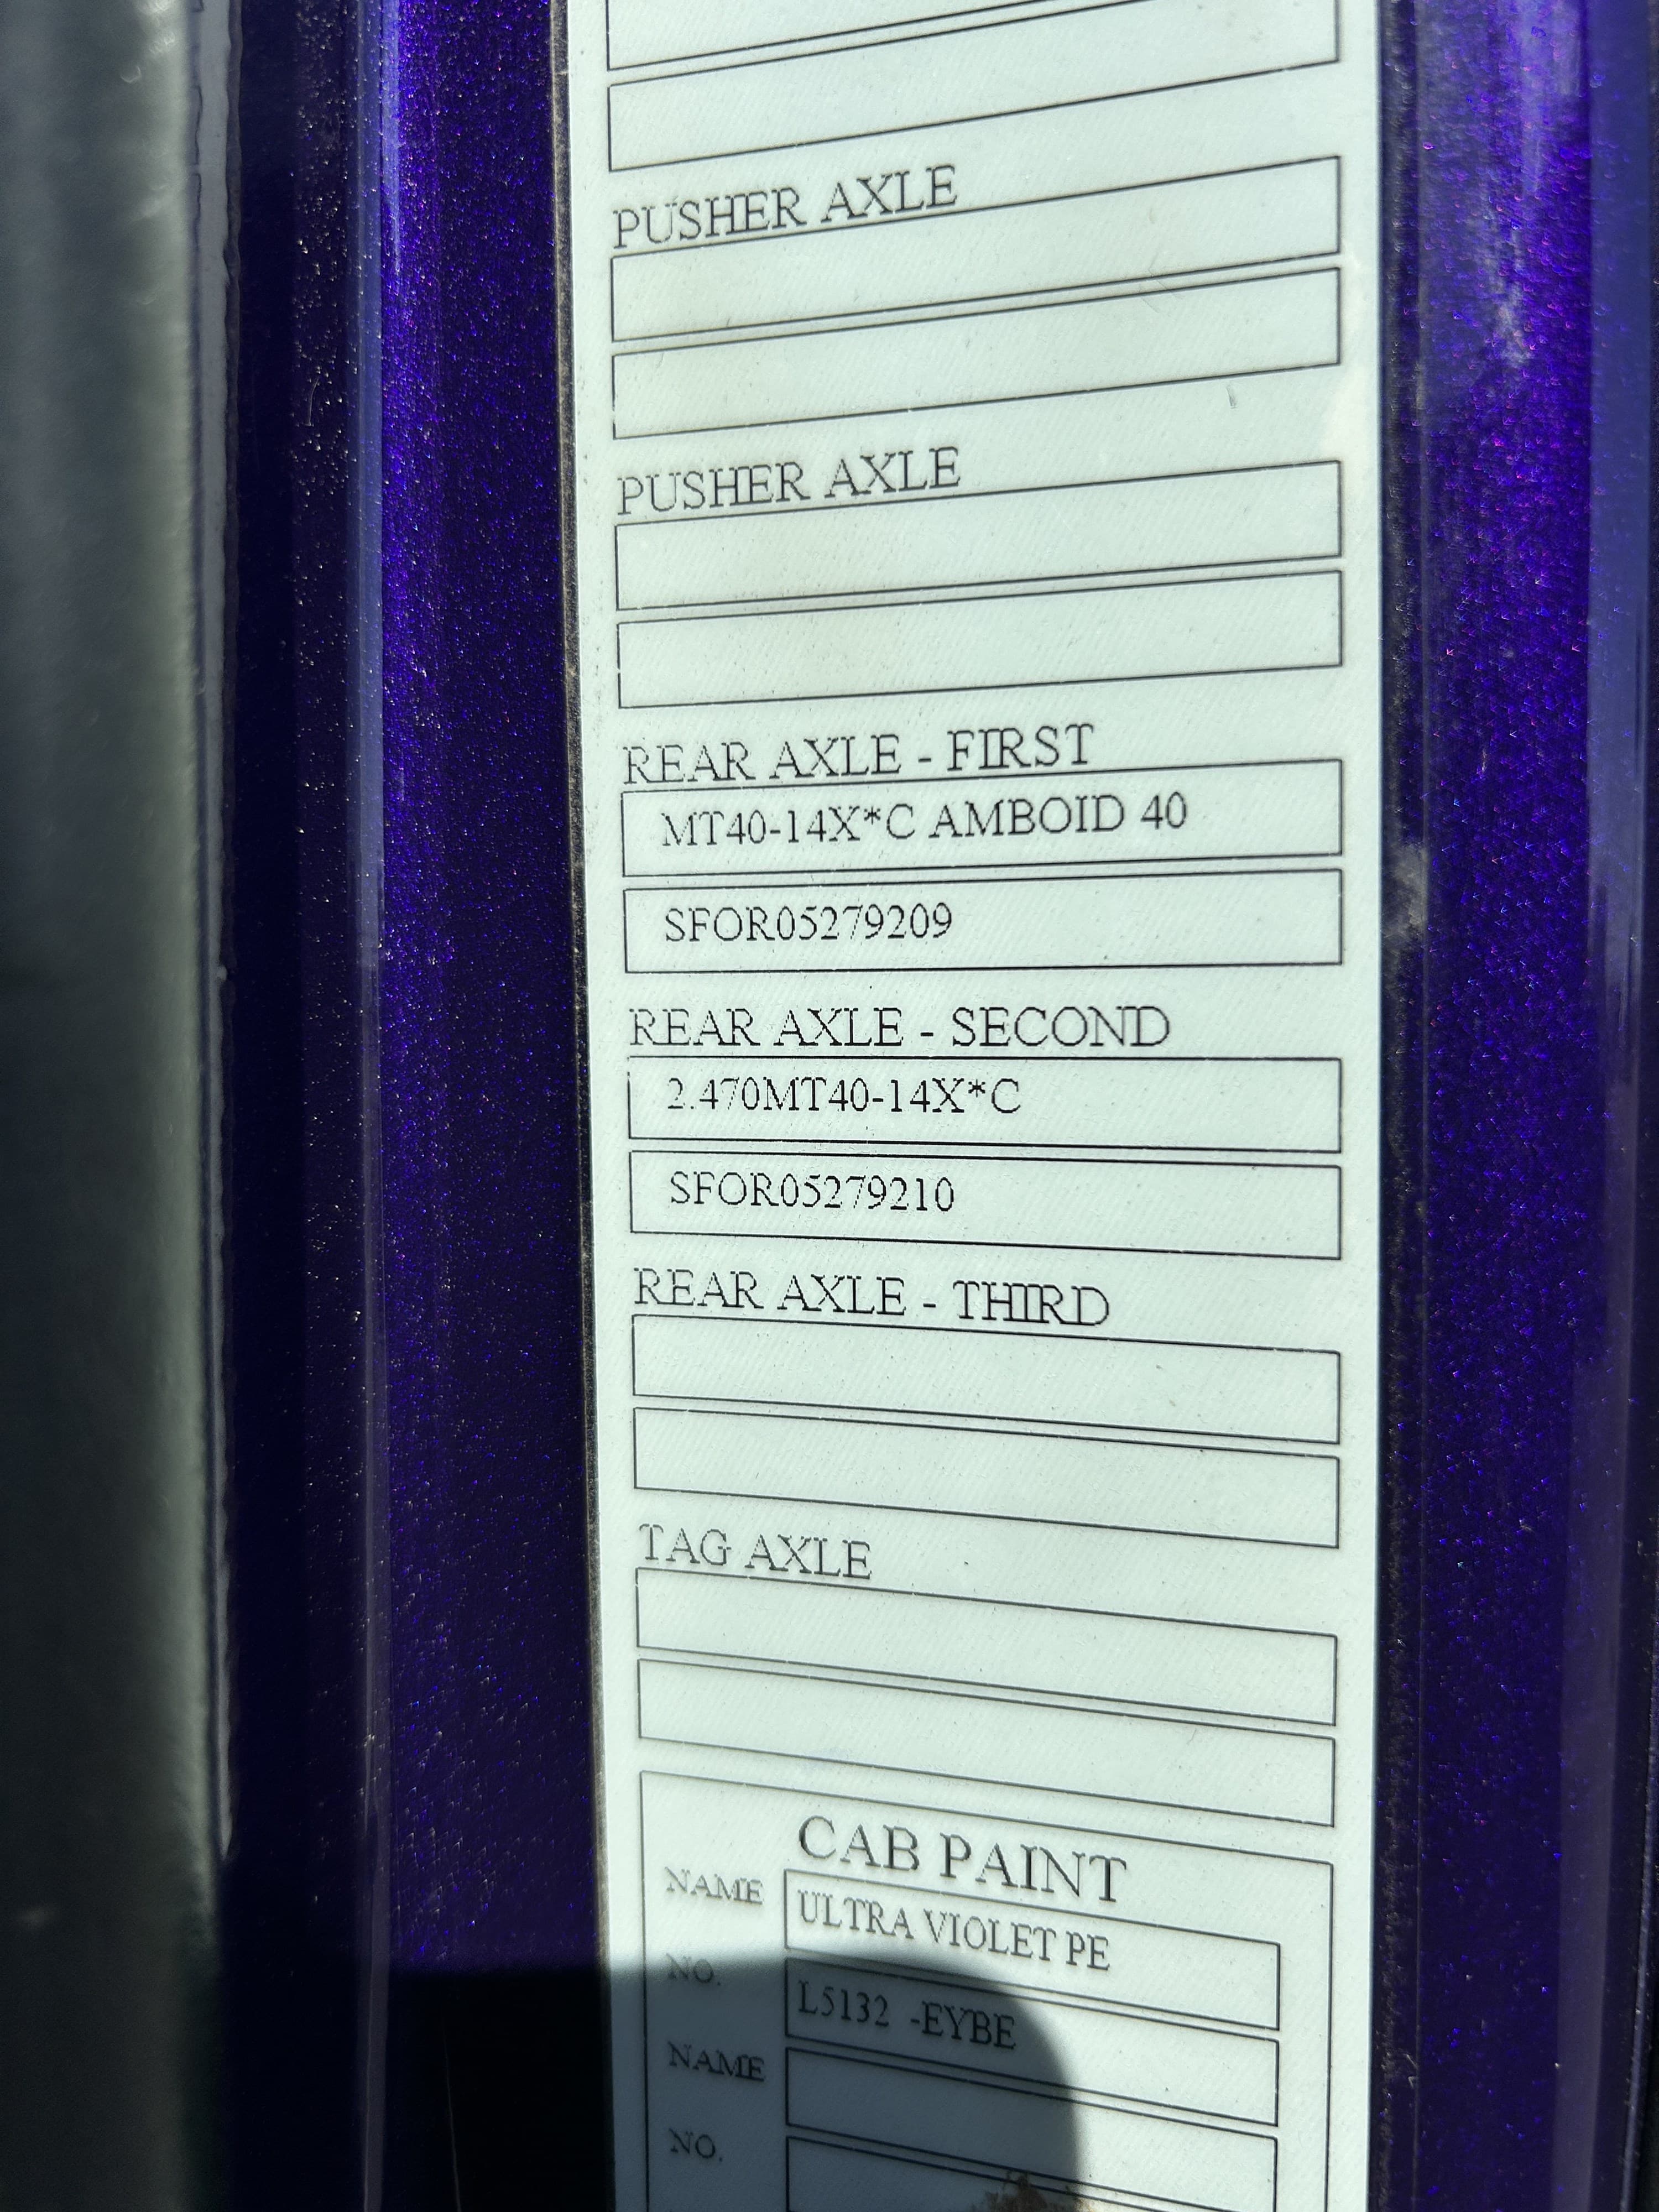 PUSHER AXLE
PUSHER AXLE
REAR AXLE - FIRST
MT40-14X*C AMBOID 40
SFOR05279209
REAR AXLE - SECOND
2.470MT40-14X*C
SFOR05279210
REAR AXLE - THIRD
TAG AXLE
CAB PAINT
NAME ULTRA VIOLET PE
NO. L5132 -EYBE
NAME
NO.